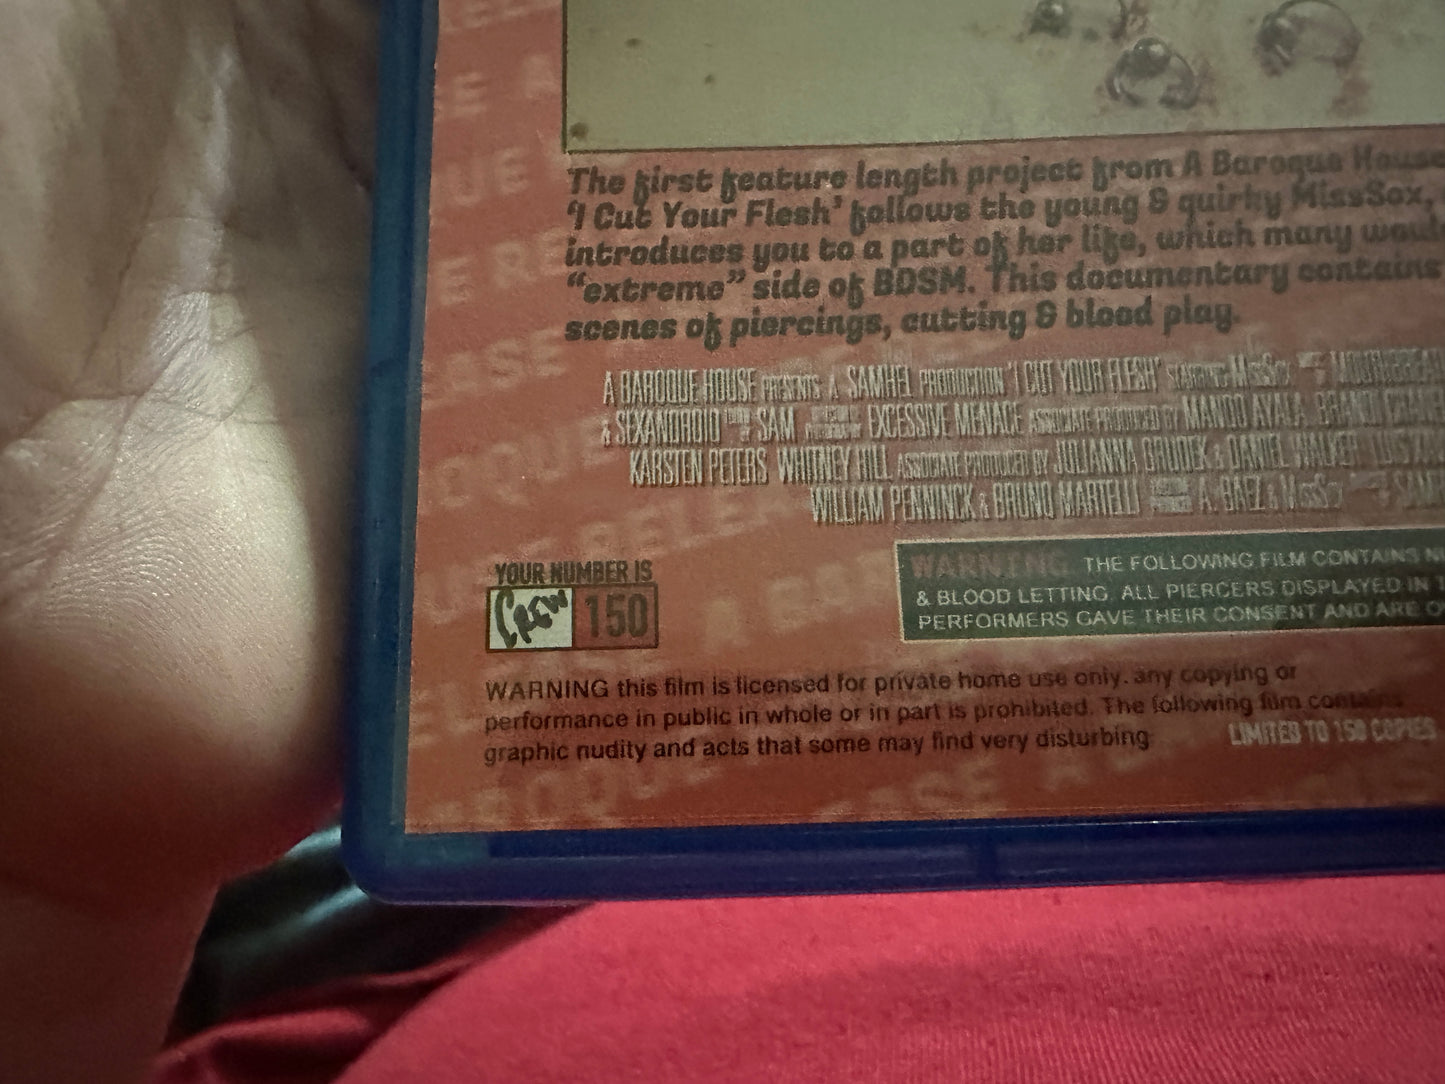 The first feature length project from A Baroque House
'I Cut Your Flesh' follows the young & quirky MissSox,
introduces you to a part of her life, which many would
"extreme" side of BDSM. This documentary contains
scenes of piercings, cutting & blood play.
A BAROQUE HOUSE PRESENTS A SAMHEL PRODUCTION 'I CUT YOUR FLESH' STARRING MissSox
& SEXANDROID SAM EXCESSIVE MENACE ASSOCIATE PRODUCED BY MANDO AYALA, BRANDI
KARSTEN PETERS WHITNEY HILL ASSOCIATE PRODUCED BY JULIANNA DRUDEK & DANIEL WALKER
WILLIAM PENNINCK & BRUNO MARTELLI A. BAEZ & MissSox
YOUR NUMBER IS
CREW 150
WARNING THE FOLLOWING FILM CONTAINS
& BLOOD LETTING. ALL PIERCERS DISPLAYED IN
PERFORMERS GAVE THEIR CONSENT AND ARE
WARNING this film is licensed for private home use only. any copying or
performance in public in whole or in part is prohibited. The following film contains
graphic nudity and acts that some may find very disturbing
LIMITED TO 150 COPIES